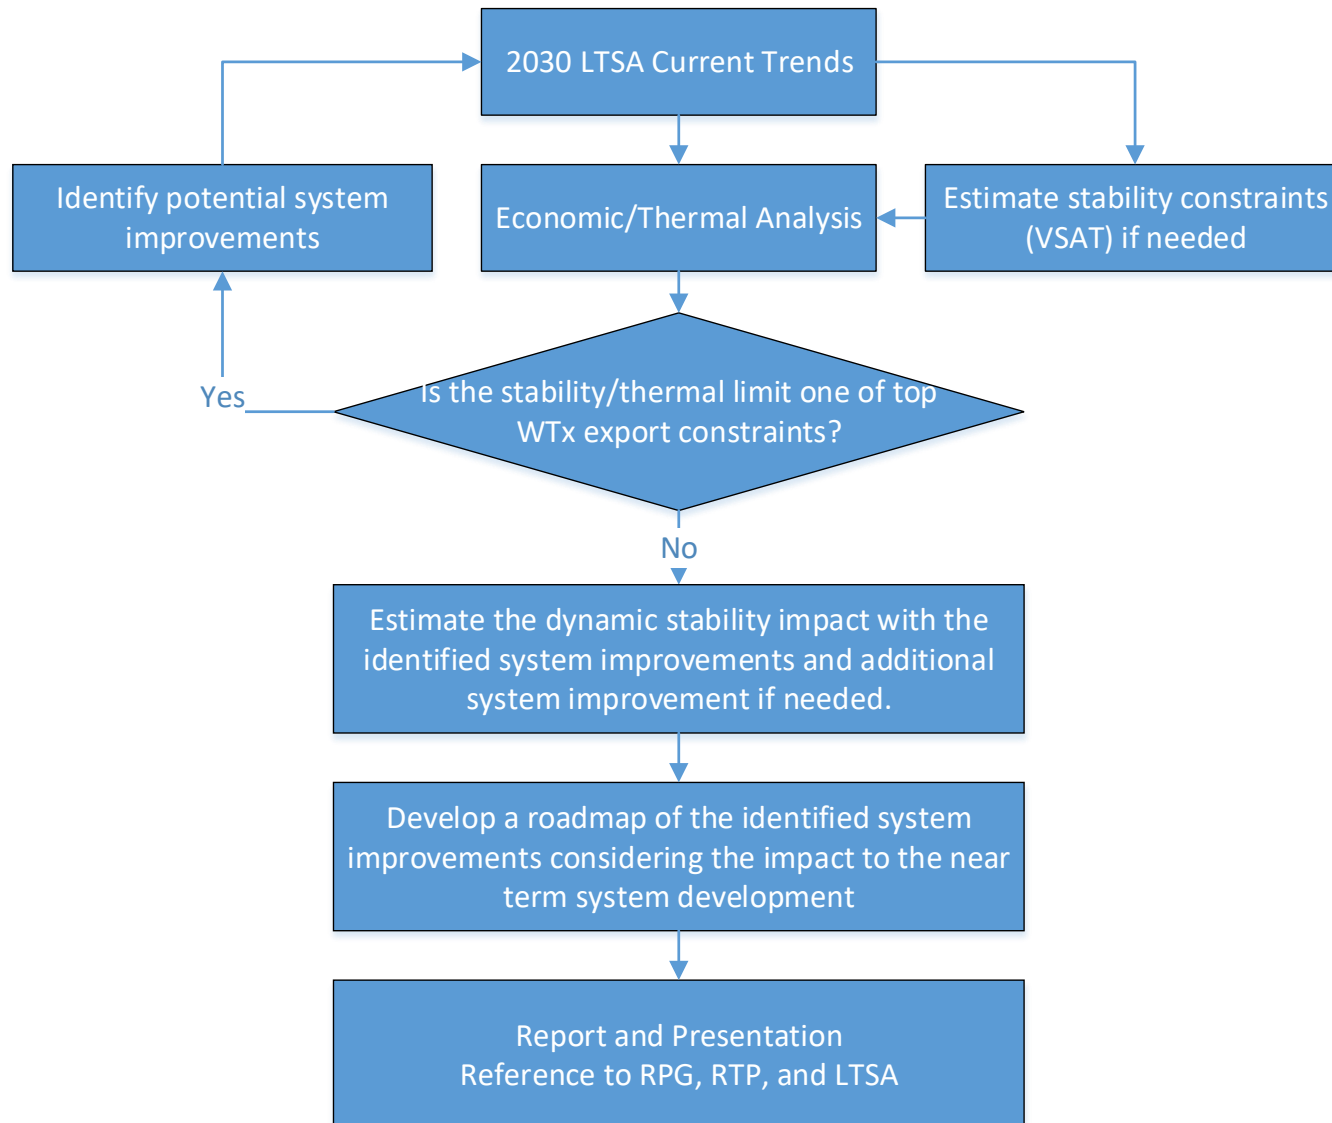 2030 LTSA Current Trends
Identify potential system
improvements
Economic/Thermal Analysis
Estimate stability constraints
(VSAT) if needed
Is the stability/thermal limit one of top
WTx export constraints?
Yes
No
Estimate the dynamic stability impact with the
identified system improvements and additional
system improvement if needed.
Develop a roadmap of the identified system
improvements considering the impact to the near
term system development
Report and Presentation
Reference to RPG, RTP, and LTSA